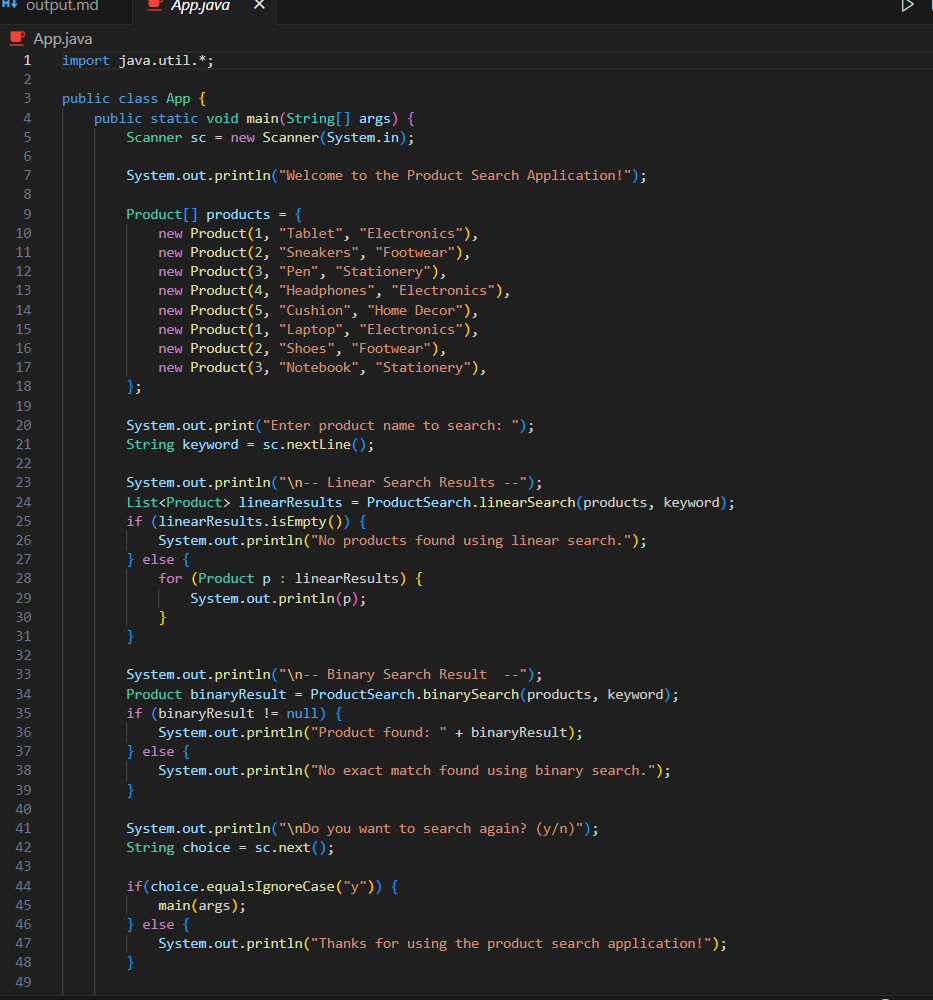 output.md App.java
App.java
1 import java.util.*;
2
3 public class App {
4     public static void main(String[] args) {
5         Scanner sc = new Scanner(System.in);
6
7         System.out.println("Welcome to the Product Search Application!");
8
9         Product[] products = {
10             new Product(1, "Tablet", "Electronics"),
11             new Product(2, "Sneakers", "Footwear"),
12             new Product(3, "Pen", "Stationery"),
13             new Product(4, "Headphones", "Electronics"),
14             new Product(5, "Cushion", "Home Decor"),
15             new Product(1, "Laptop", "Electronics"),
16             new Product(2, "Shoes", "Footwear"),
17             new Product(3, "Notebook", "Stationery"),
18         };
19
20         System.out.print("Enter product name to search: ");
21         String keyword = sc.nextLine();
22
23         System.out.println("\n-- Linear Search Results --");
24         List<Product> linearResults = ProductSearch.linearSearch(products, keyword);
25         if (linearResults.isEmpty()) {
26             System.out.println("No products found using linear search.");
27         } else {
28             for (Product p : linearResults) {
29                 System.out.println(p);
30             }
31         }
32
33         System.out.println("\n-- Binary Search Result  --");
34         Product binaryResult = ProductSearch.binarySearch(products, keyword);
35         if (binaryResult != null) {
36             System.out.println("Product found: " + binaryResult);
37         } else {
38             System.out.println("No exact match found using binary search.");
39         }
40
41         System.out.println("\nDo you want to search again? (y/n)");
42         String choice = sc.next();
43
44         if(choice.equalsIgnoreCase("y")) {
45             main(args);
46         } else {
47             System.out.println("Thanks for using the product search application!");
48         }
49